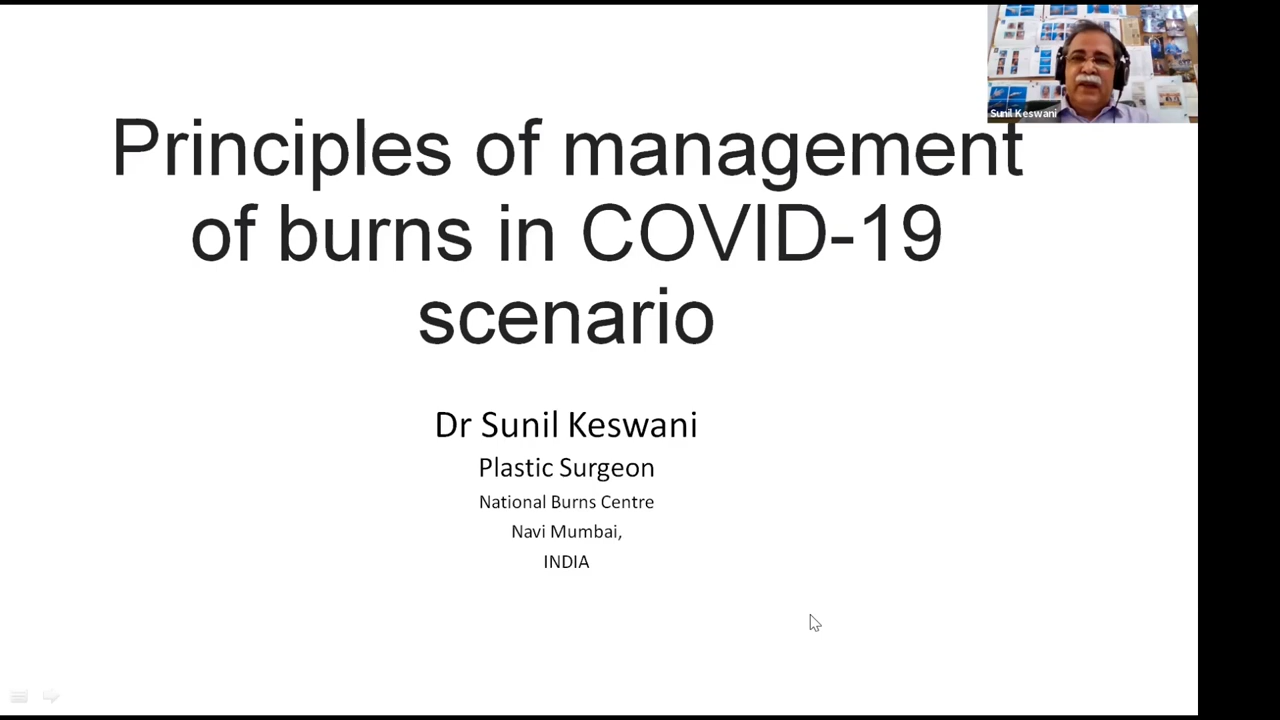 Sunil Keswani
Principles of management
of burns in COVID-19
scenario
Dr Sunil Keswani
Plastic Surgeon
National Burns Centre
Navi Mumbai,
INDIA